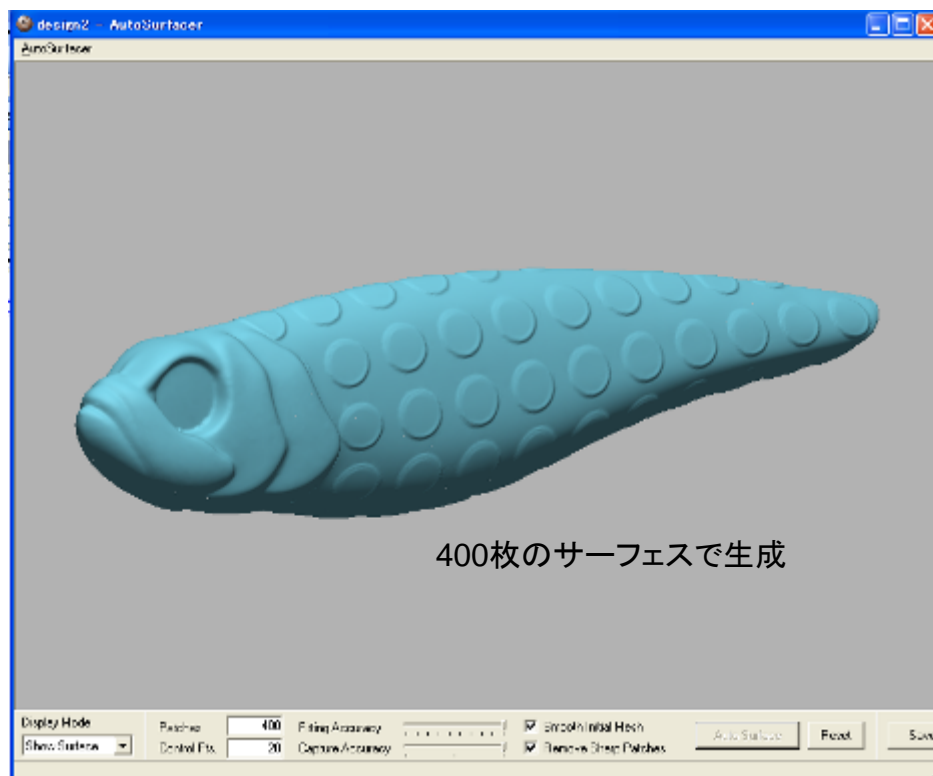 design2 - AutoSurfacer
AutoSurfacer
400枚のサーフェスで生成
Display Mode
Patches 400 Fitting Accuracy Smooth Initial Mesh
Auto Surface Reset Save
Show Surface Control Pts. 20 Capture Accuracy Remove Sharp Patches